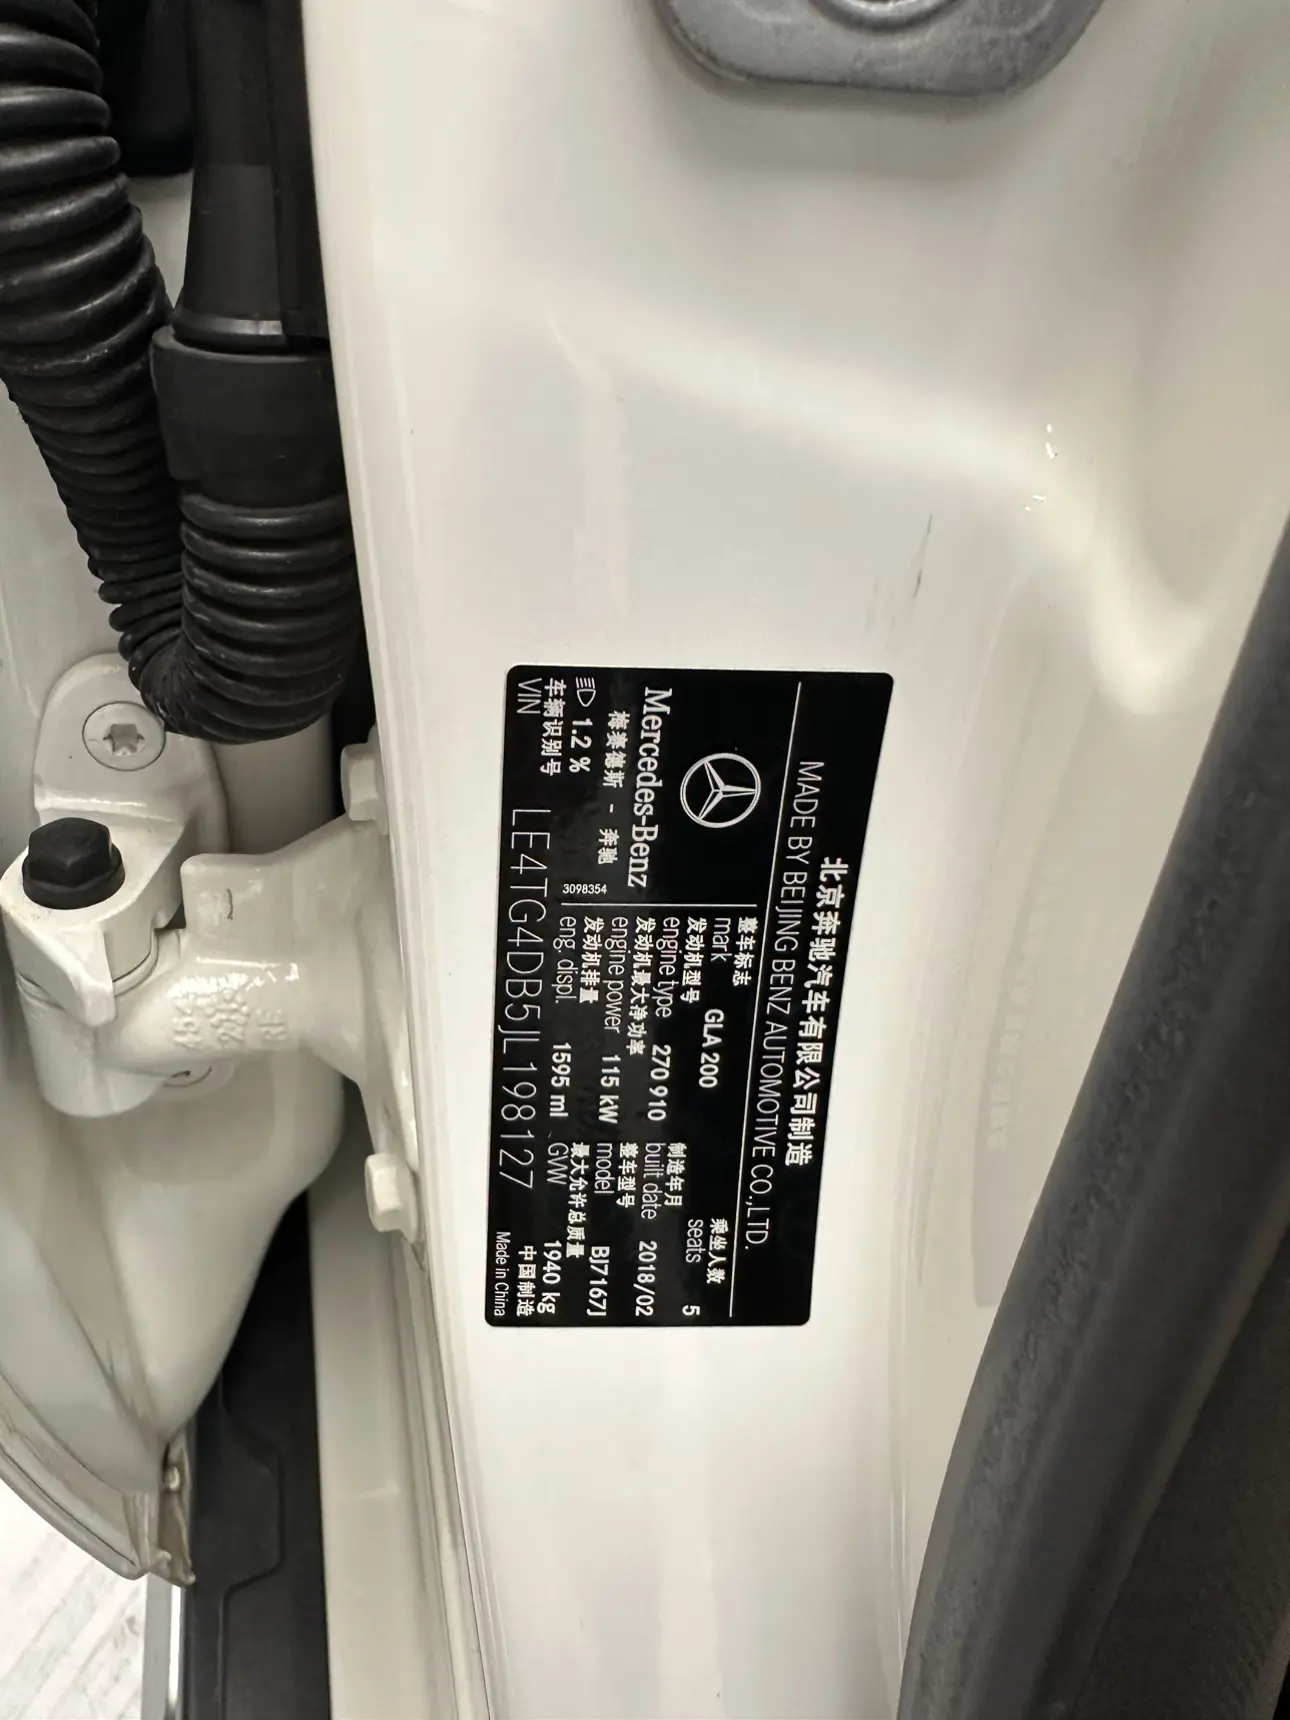 北京奔驰汽车有限公司制造
MADE BY BEIJING BENZ AUTOMOTIVE CO.,LTD.
Mercedes-Benz
梅赛德斯 - 奔驰
1.2 %
3098354
整车标志
mark GLA 200
乘坐人数
seats 5
发动机型号
engine type 270 910
制造年月
built date 2018/02
发动机最大净功率
engine power 115 kW
整车型号
model BJ7167J
发动机排量
eng. displ. 1595 ml
最大允许总质量
GVW 1940 kg
车辆识别号
VIN LE4TG4DB5JL198127
中国制造
Made in China